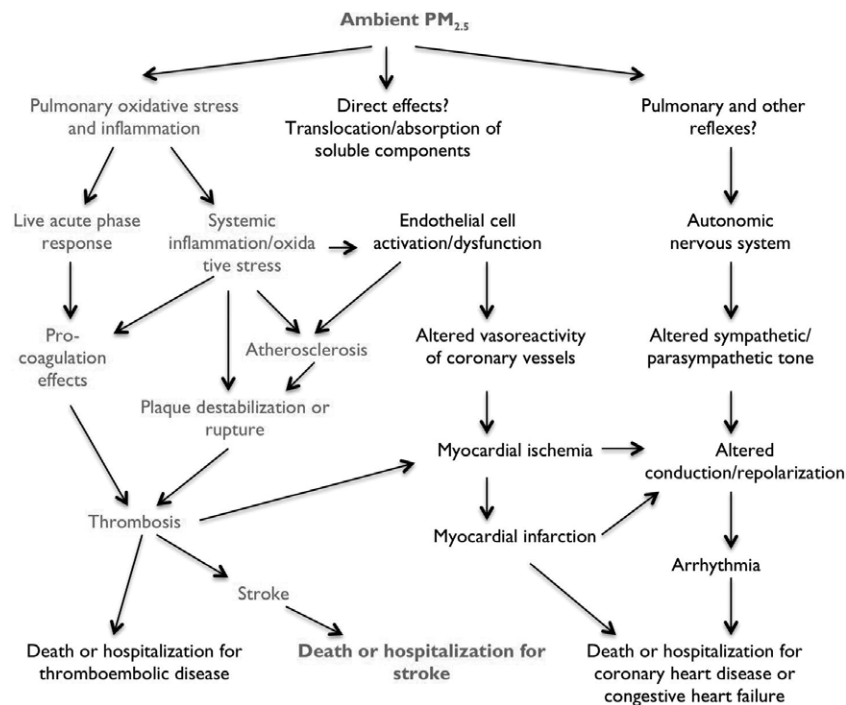 Ambient PM2.5
Pulmonary oxidative stress
and inflammation
Direct effects?
Translocation/absorption of
soluble components
Pulmonary and other
reflexes?
Live acute phase
response
Systemic
inflammation/oxida
tive stress
Endothelial cell
activation/dysfunction
Autonomic
nervous system
Pro-
coagulation
effects
Atherosclerosis
Altered vasoreactivity
of coronary vessels
Altered sympathetic/
parasympathetic tone
Plaque destabilization or
rupture
Myocardial ischemia
Altered
conduction/repolarization
Thrombosis
Myocardial infarction
Arrhythmia
Stroke
Death or hospitalization for
thromboembolic disease
Death or hospitalization for
stroke
Death or hospitalization for
coronary heart disease or
congestive heart failure